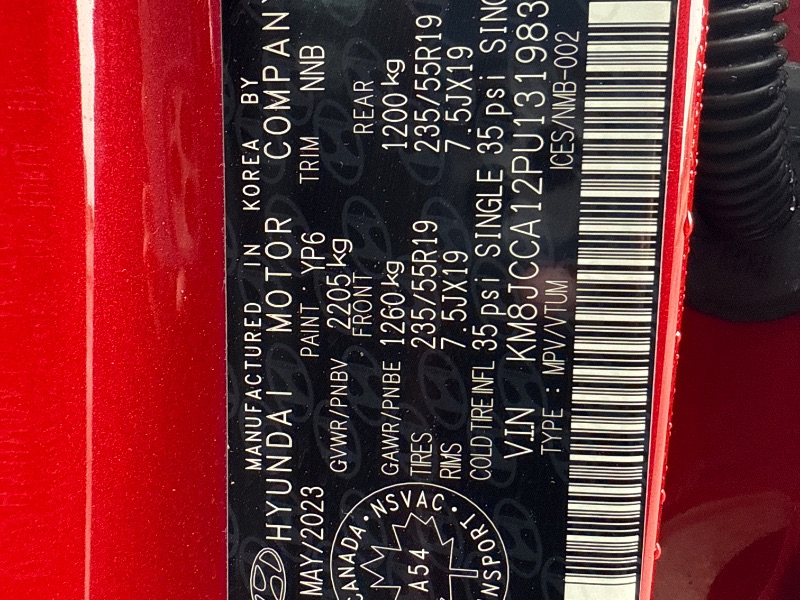 MANUFACTURED IN KOREA BY
HYUNDAI MOTOR COMPANY
MAY/2023 PAINT : YP6 TRIM NNB
GVWR/PNBV 2205 kg
FRONT REAR
GAWR/PNBE 1260 kg 1200 kg
TIRES 235/55R19 235/55R19
RIMS 7.5JX19 7.5JX19
COLD TIRE INFL 35 psi SINGLE 35 psi
VIN KM8JCCA12PU131983
TYPE : MPV/VTUM ICES/NMB-002
CANADA · NSVAC ·
A54